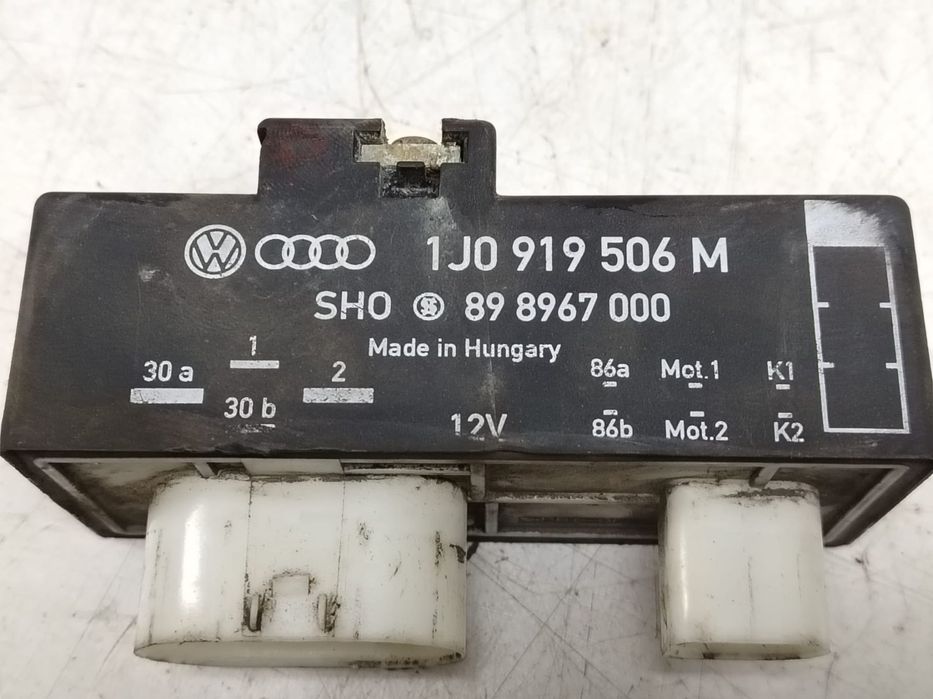 VW 1J0 919 506 M
SHO S 89 8967 000
Made in Hungary
30 a 1 2 86a Mot.1 K1
30 b 12V 86b Mot.2 K2